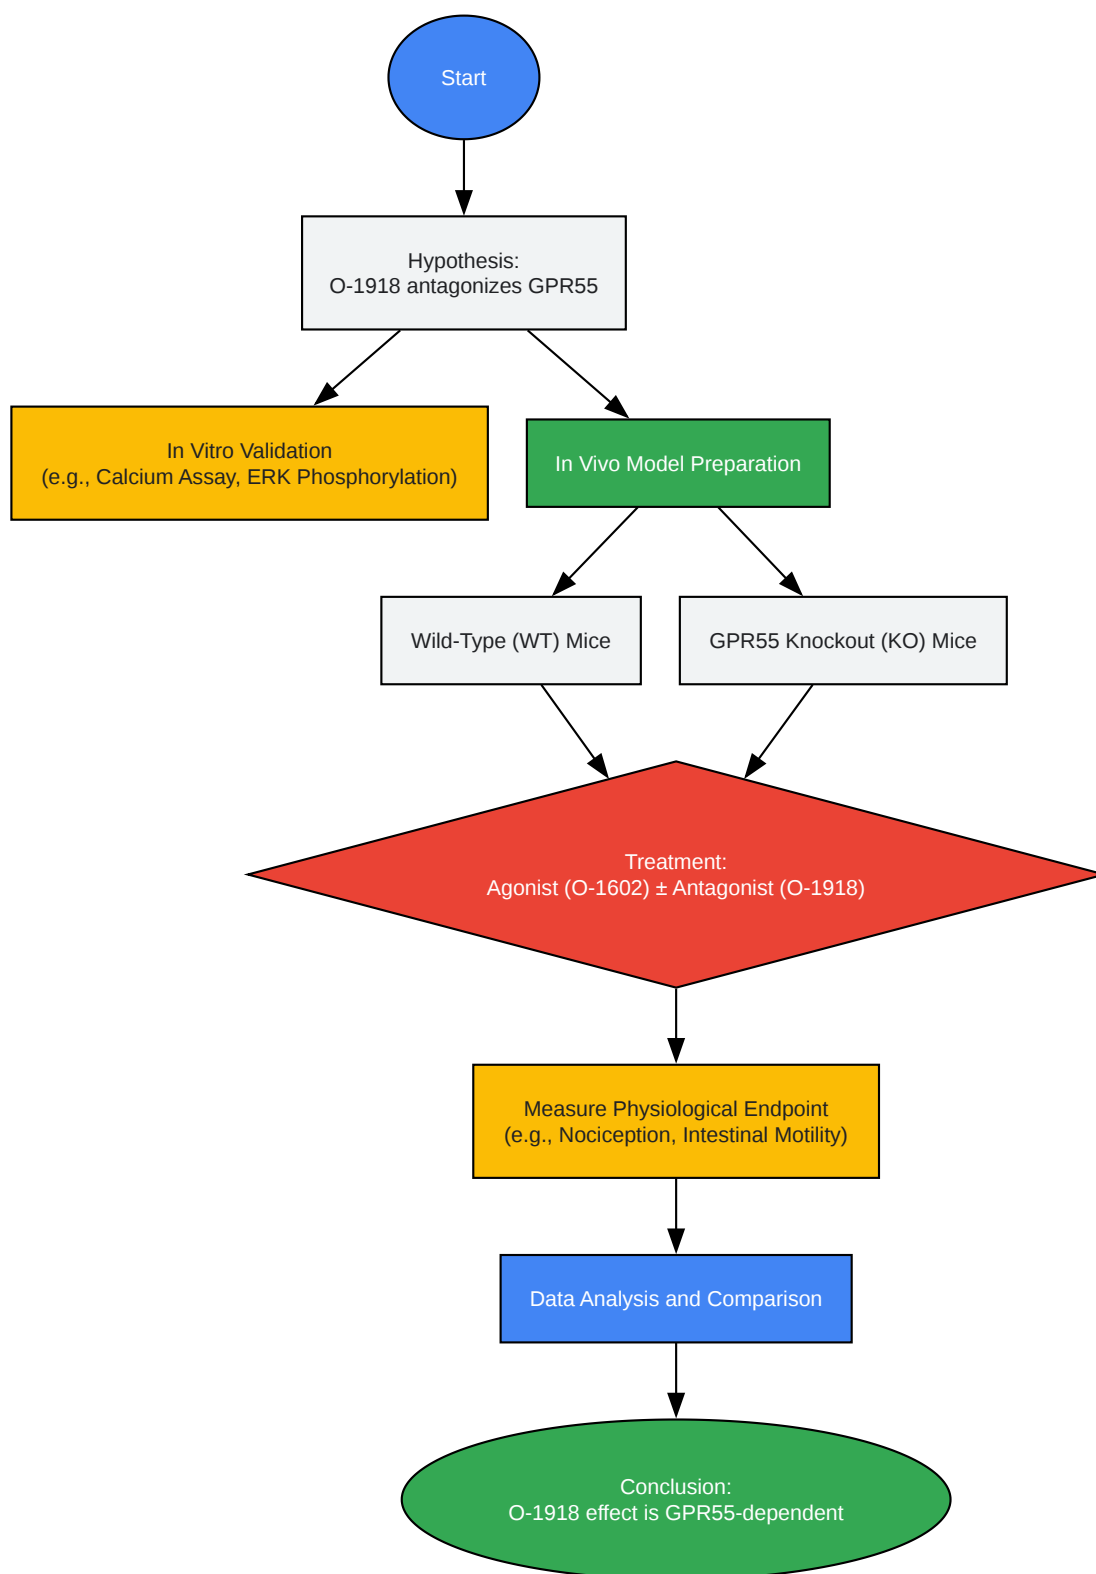 Start
Hypothesis:
O-1918 antagonizes GPR55
In Vitro Validation
(e.g., Calcium Assay, ERK Phosphorylation)
In Vivo Model Preparation
Wild-Type (WT) Mice
GPR55 Knockout (KO) Mice
Treatment:
Agonist (O-1602) ± Antagonist (O-1918)
Measure Physiological Endpoint
(e.g., Nociception, Intestinal Motility)
Data Analysis and Comparison
Conclusion:
O-1918 effect is GPR55-dependent